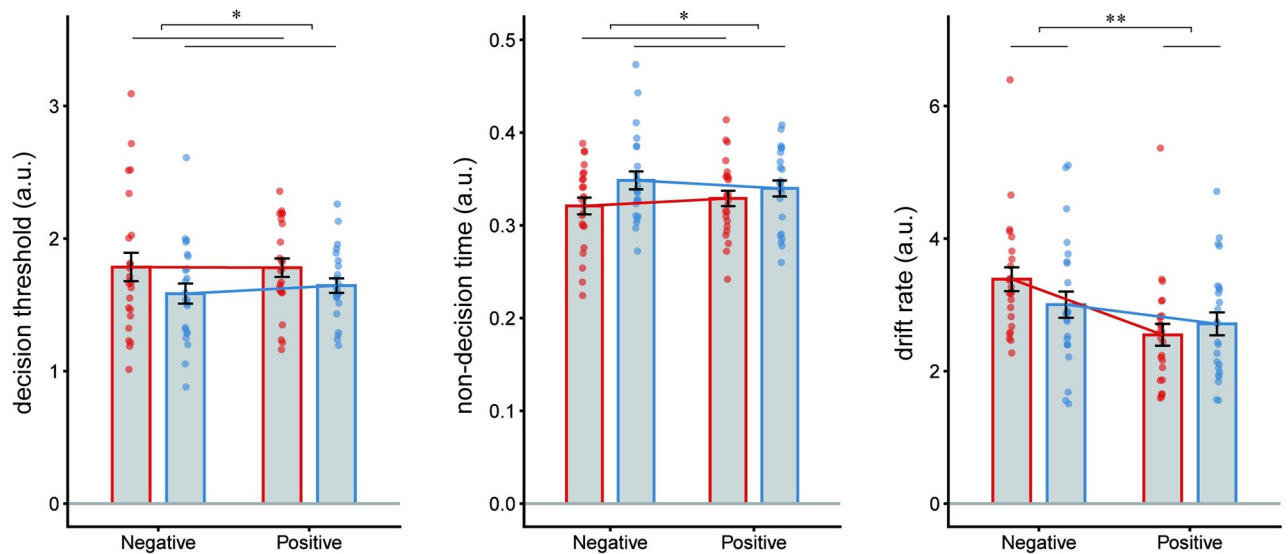 *
decision threshold (a.u.)
3
2
1
0
Negative Positive
*
non-decision time (a.u.)
0.5
0.4
0.3
0.2
0.1
0.0
Negative Positive
**
drift rate (a.u.)
6
4
2
0
Negative Positive